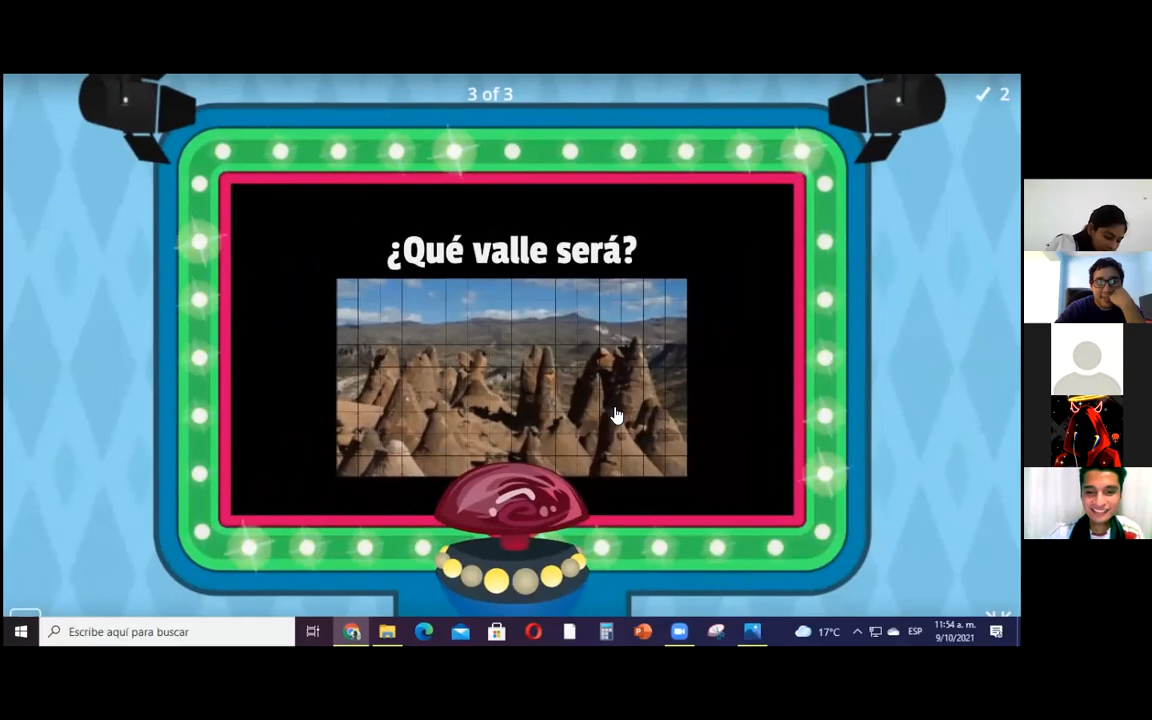 3 of 3
2
¿Qué valle será?
Escribe aquí para buscar
17°C
ESP
11:54 a. m.
9/10/2021